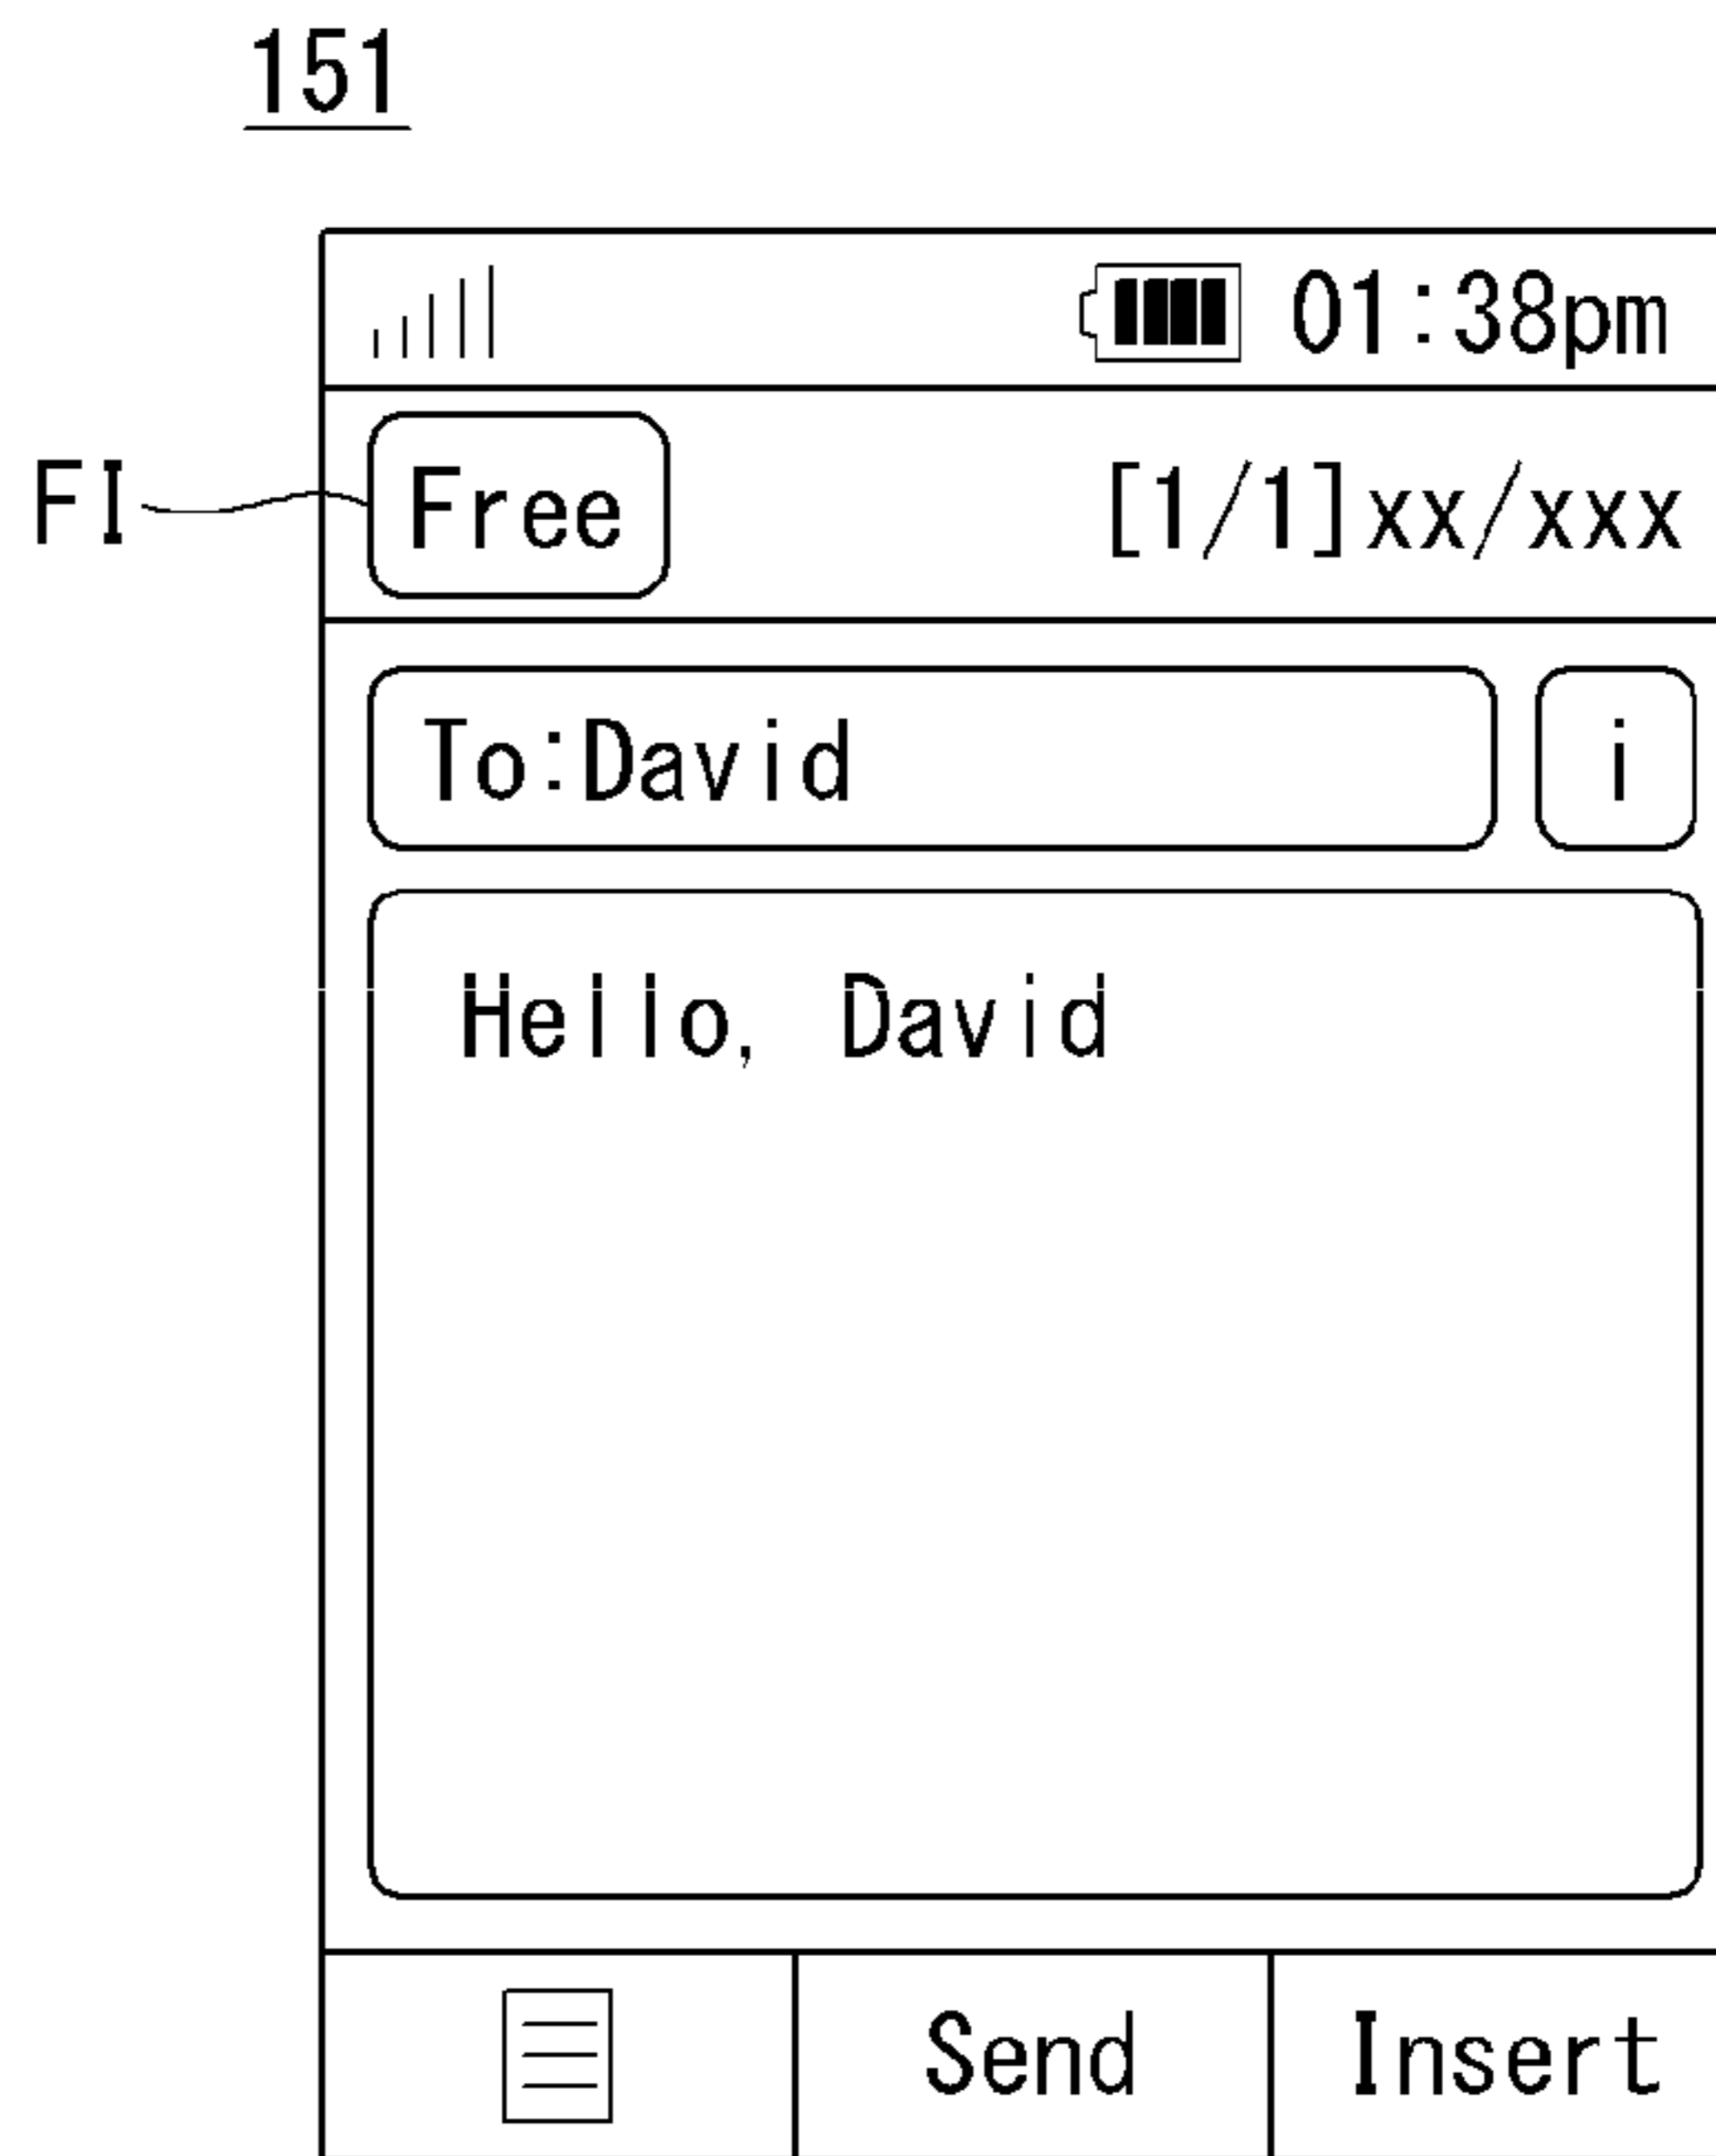 151
01:38pm
FI Free [1/1]xx/xxx
To:David i
Hello, David
Send Insert